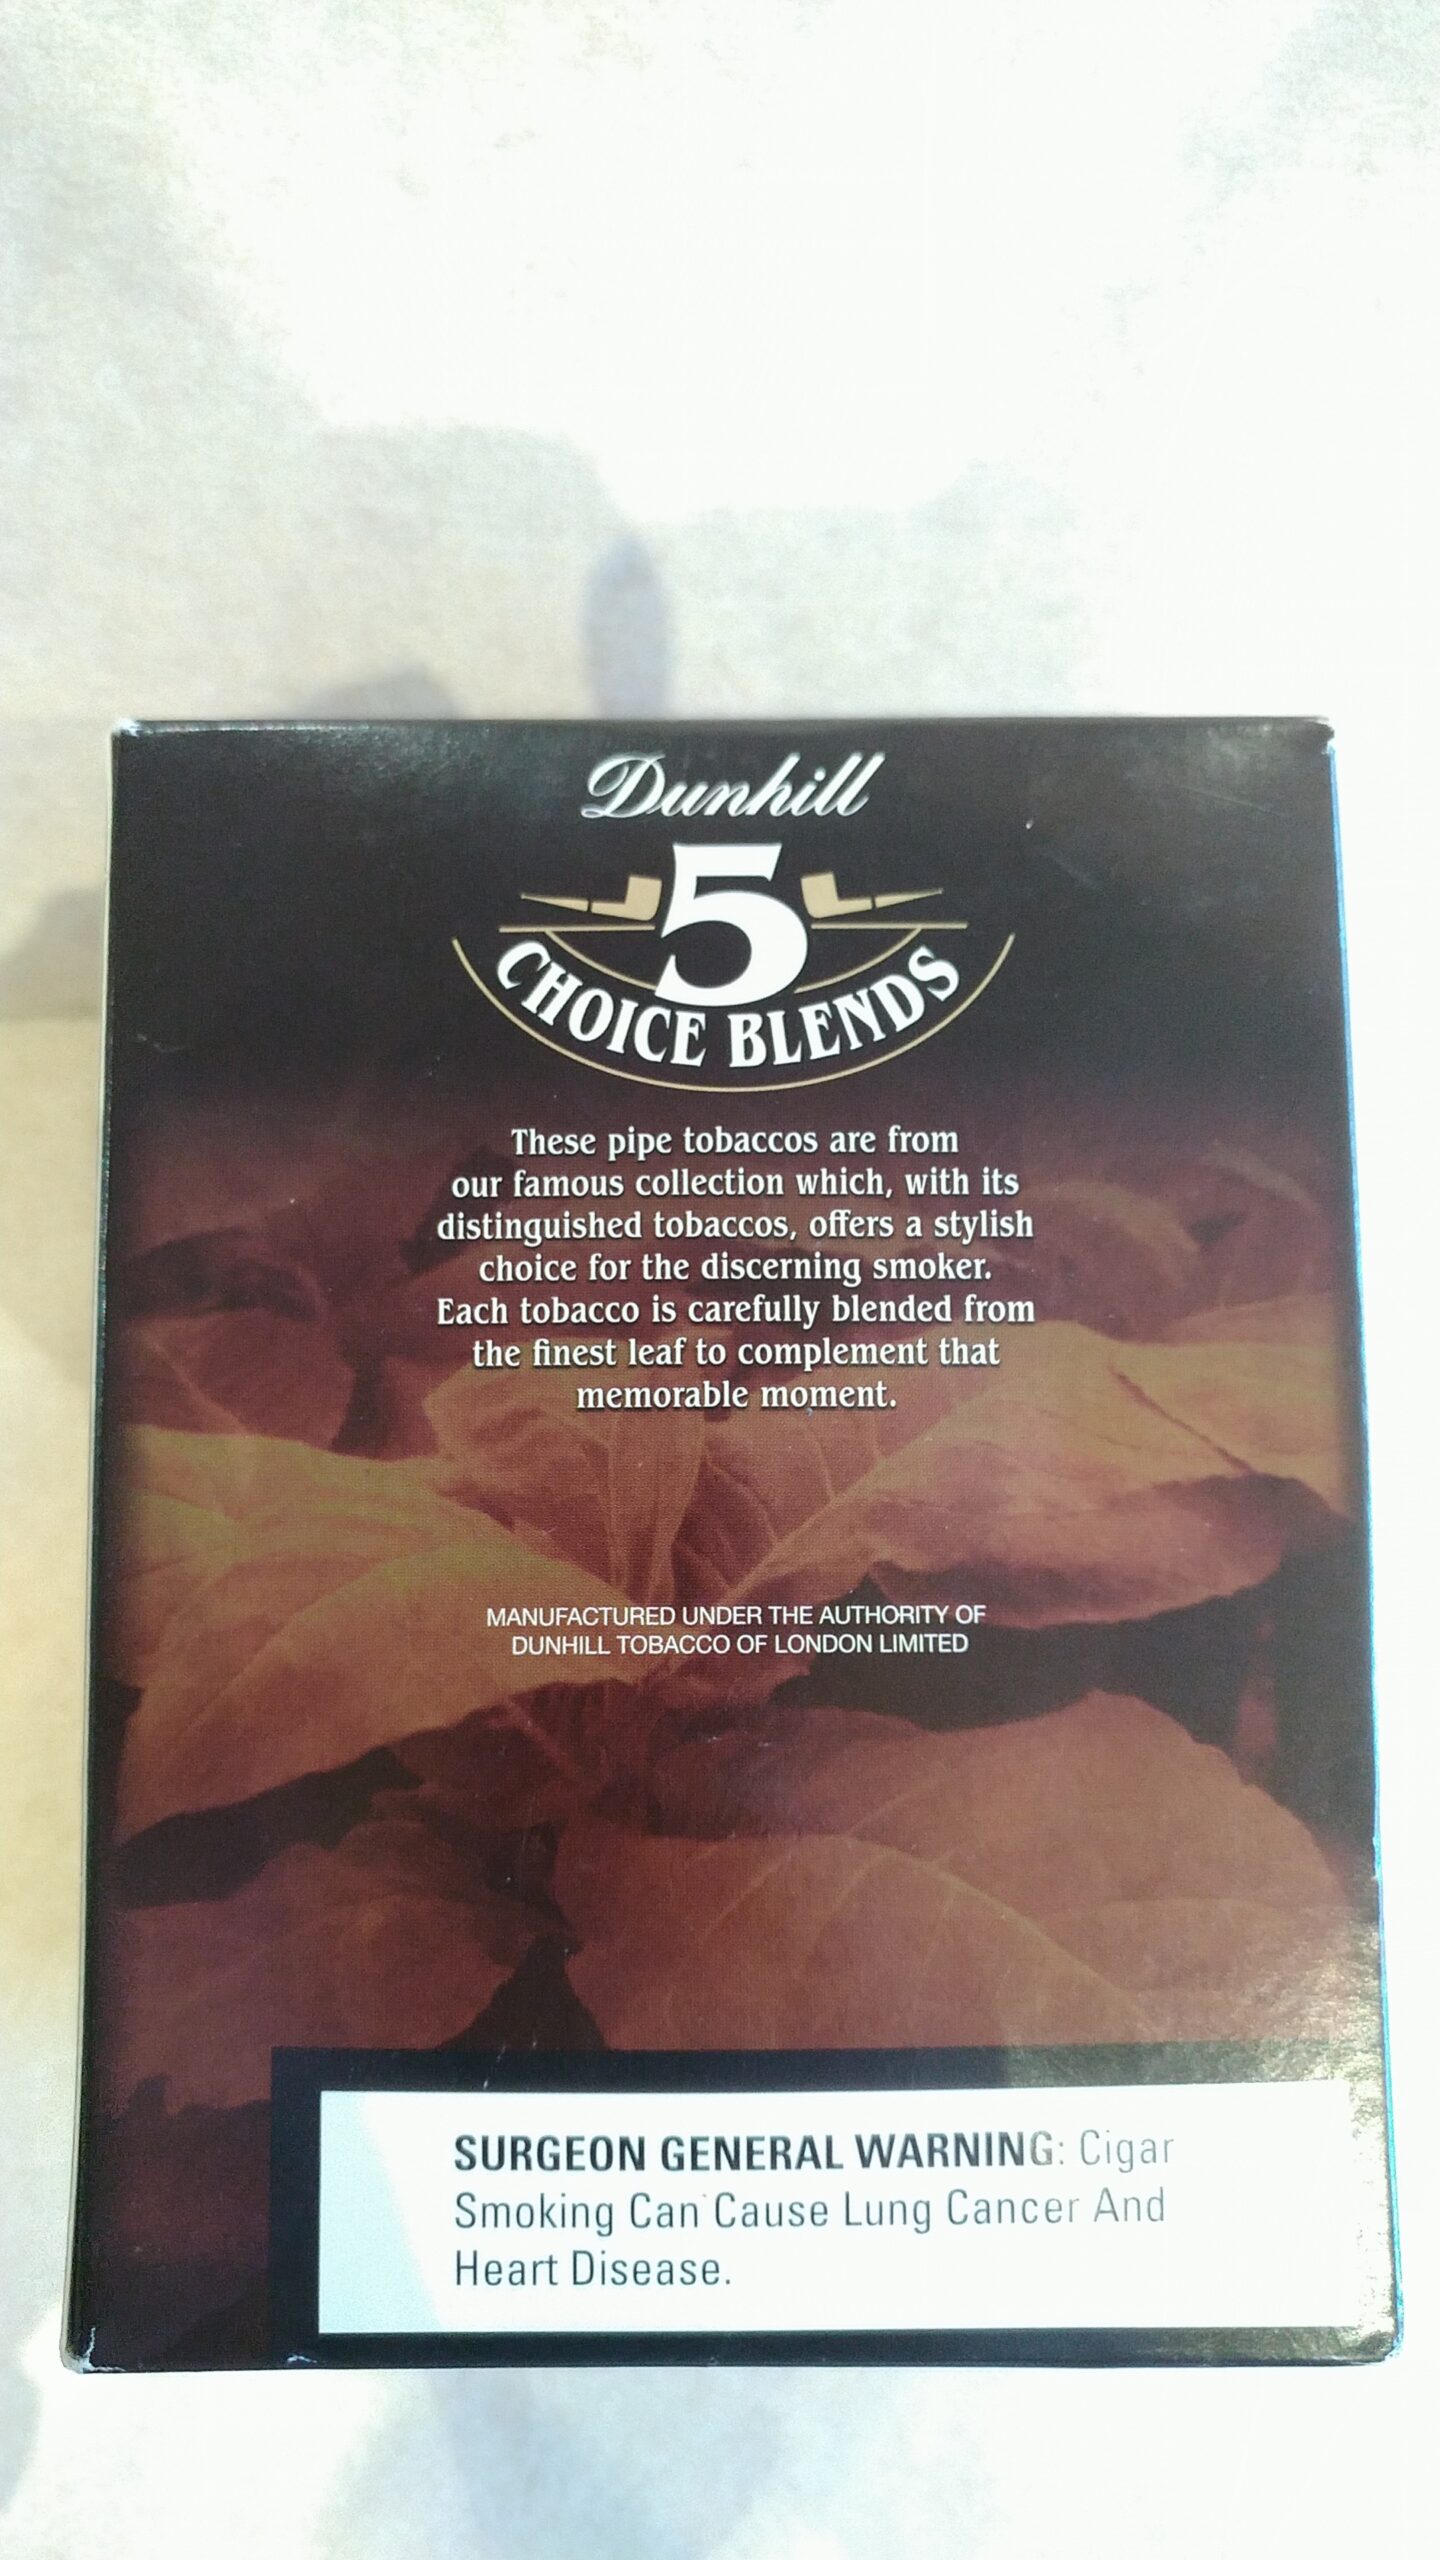 Dunhill
5
CHOICE BLENDS
These pipe tobaccos are from
our famous collection which, with its
distinguished tobaccos, offers a stylish
choice for the discerning smoker.
Each tobacco is carefully blended from
the finest leaf to complement that
memorable moment.
MANUFACTURED UNDER THE AUTHORITY OF
DUNHILL TOBACCO OF LONDON LIMITED
SURGEON GENERAL WARNING: Cigar
Smoking Can Cause Lung Cancer And
Heart Disease.